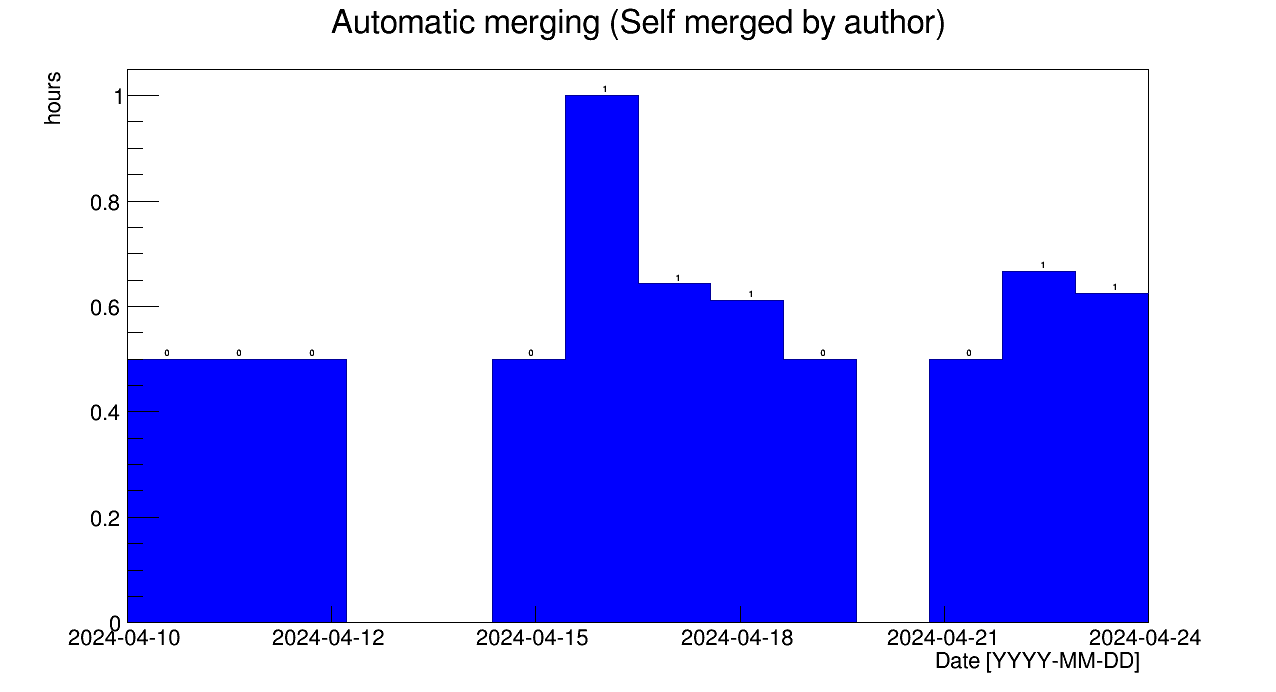 Automatic merging (Self merged by author)
hours
1
0.8
0.6
0.4
0.2
0
0 0 0 0 1 1 1 0 0 1 1
2024-04-10 2024-04-12 2024-04-15 2024-04-18 2024-04-21 2024-04-24
Date [YYYY-MM-DD]